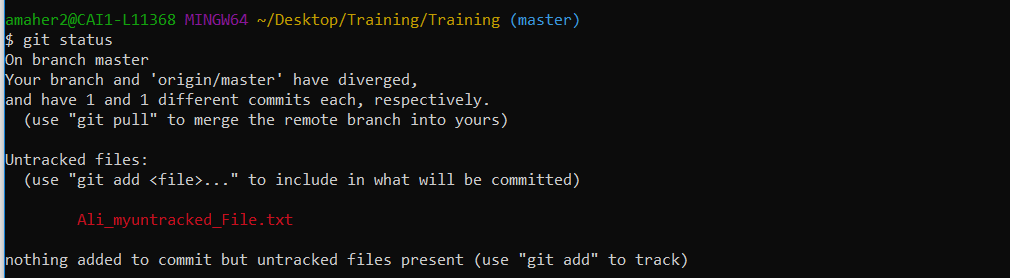 amaher2@CAI1-L11368 MINGW64 ~/Desktop/Training/Training (master)
$ git status
On branch master
Your branch and 'origin/master' have diverged,
and have 1 and 1 different commits each, respectively.
  (use "git pull" to merge the remote branch into yours)

Untracked files:
  (use "git add <file>..." to include in what will be committed)

        Ali_myuntracked_File.txt

nothing added to commit but untracked files present (use "git add" to track)